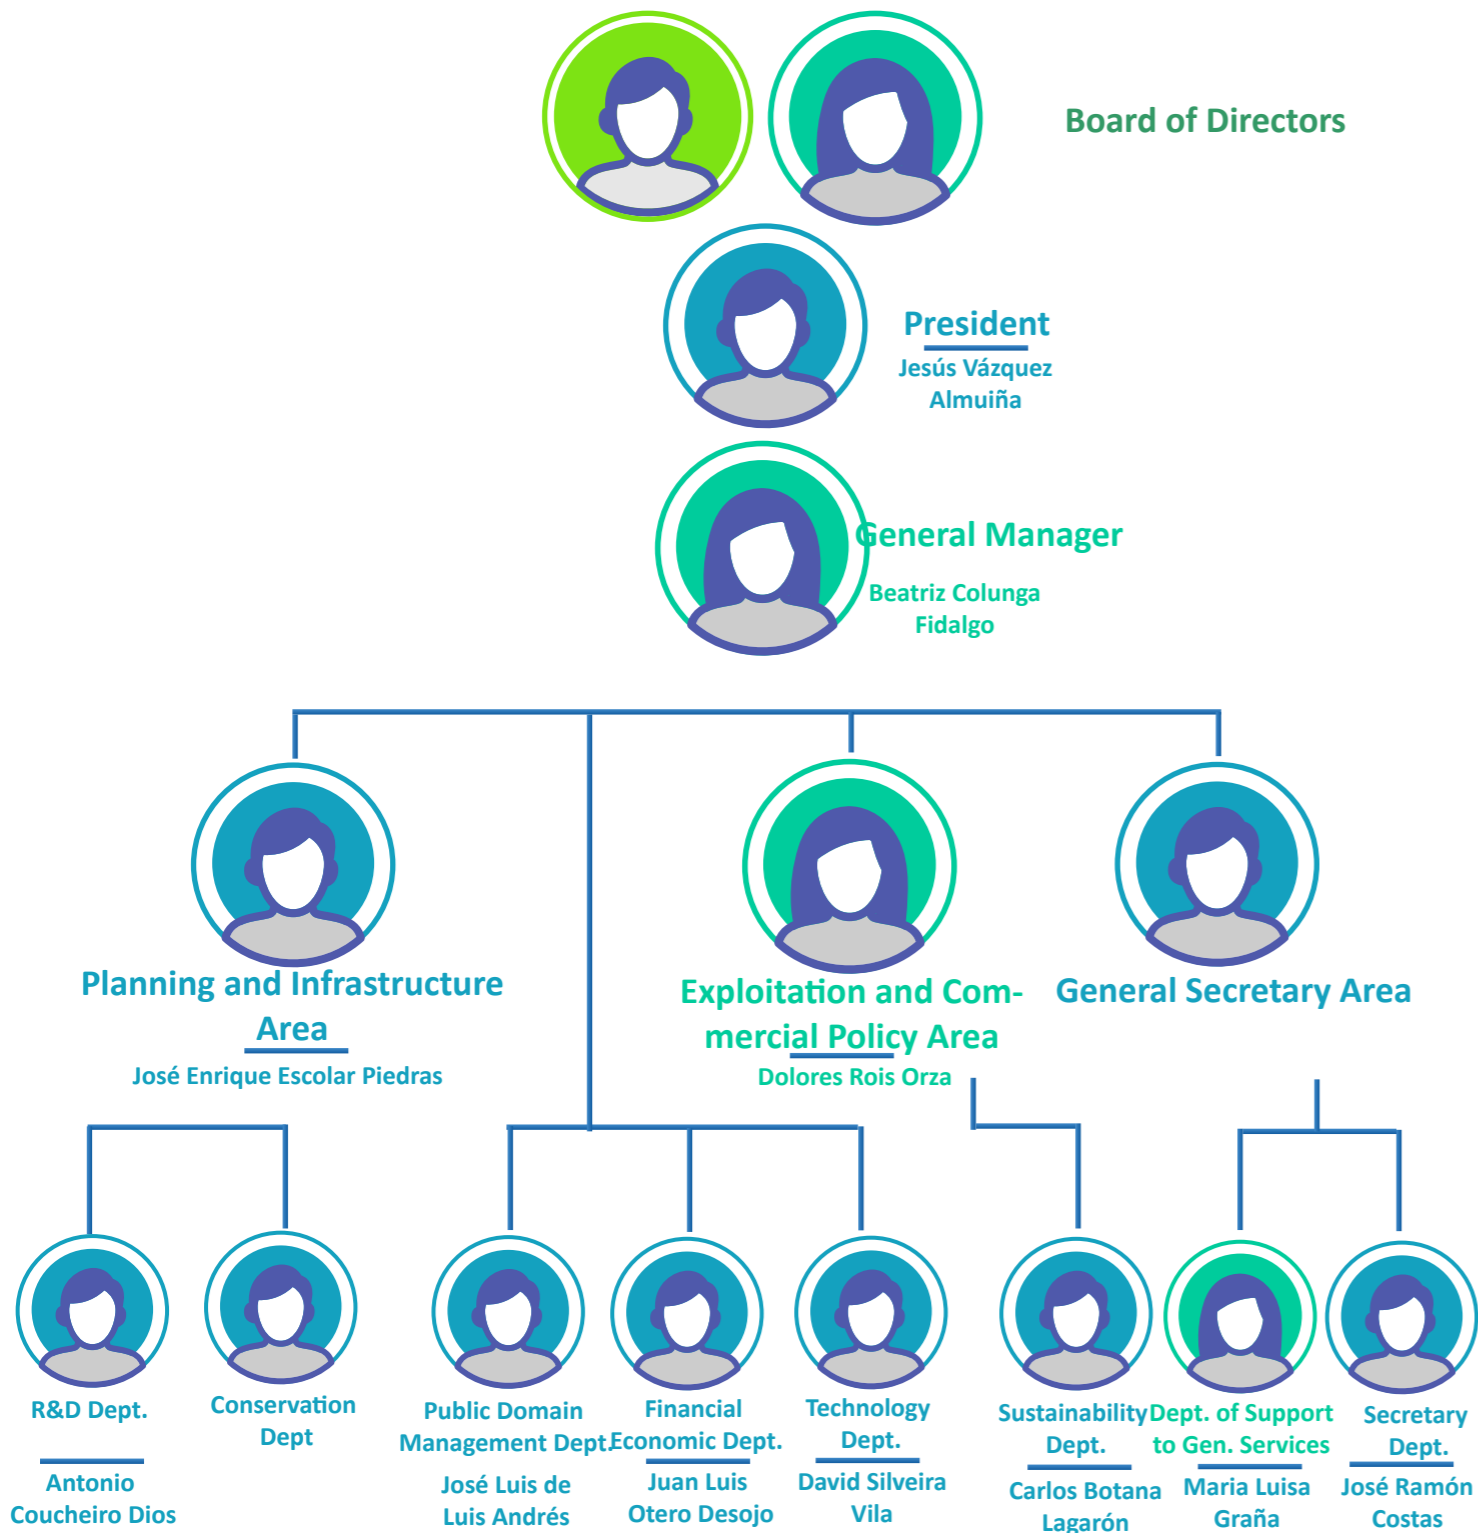 Board of Directors
President
Jesús Vázquez
Almuiña
General Manager
Beatriz Colunga
Fidalgo
Planning and Infrastructure
Area
José Enrique Escolar Piedras
Exploitation and Com-
mercial Policy Area
Dolores Rois Orza
General Secretary Area
R&D Dept.
Antonio
Coucheiro Dios
Conservation
Dept
Public Domain
Management Dept.
José Luis de
Luis Andrés
Financial
Economic Dept.
Juan Luis
Otero Desojo
Technology
Dept.
David Silveira
Vila
Sustainability
Dept.
Carlos Botana
Lagarón
Dept. of Support
to Gen. Services
Maria Luisa
Graña
Secretary
Dept.
José Ramón
Costas